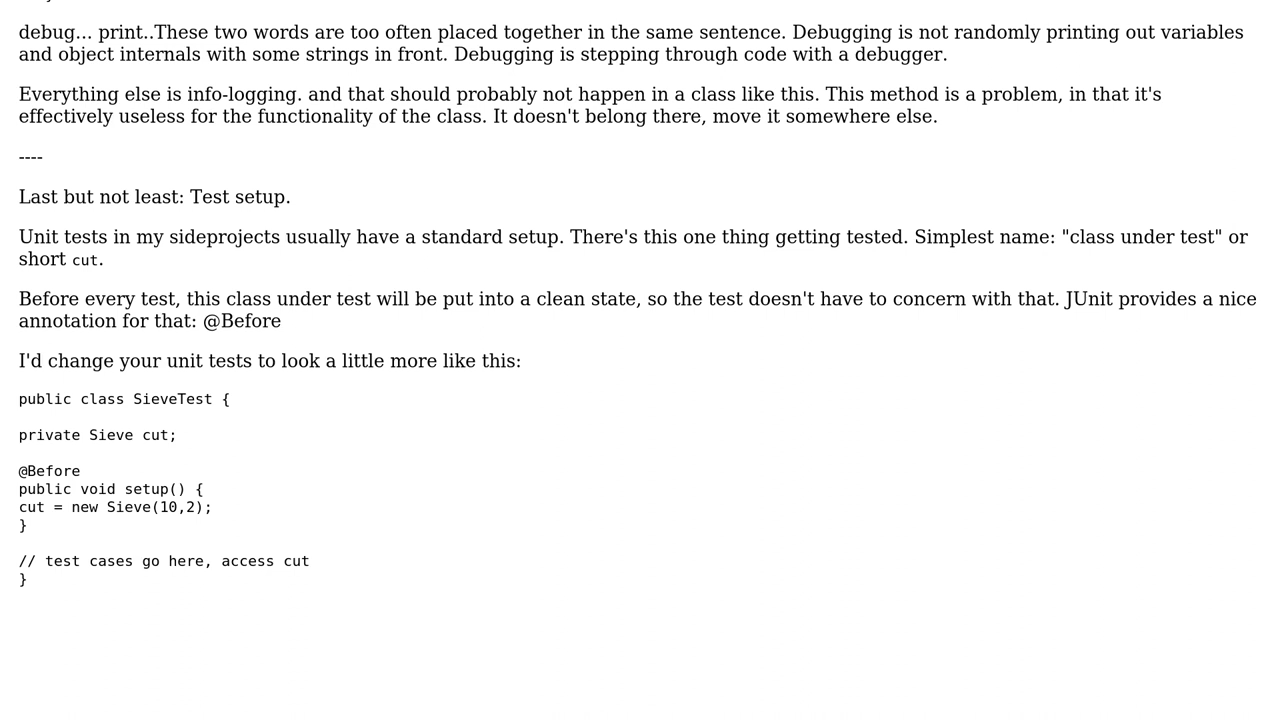 debug... print..These two words are too often placed together in the same sentence. Debugging is not randomly printing out variables
and object internals with some strings in front. Debugging is stepping through code with a debugger.
Everything else is info-logging. and that should probably not happen in a class like this. This method is a problem, in that it's
effectively useless for the functionality of the class. It doesn't belong there, move it somewhere else.
----
Last but not least: Test setup.
Unit tests in my sideprojects usually have a standard setup. There's this one thing getting tested. Simplest name: "class under test" or
short cut.
Before every test, this class under test will be put into a clean state, so the test doesn't have to concern with that. JUnit provides a nice
annotation for that: @Before
I'd change your unit tests to look a little more like this:
public class SieveTest {
private Sieve cut;
@Before
public void setup() {
cut = new Sieve(10,2);
}
// test cases go here, access cut
}